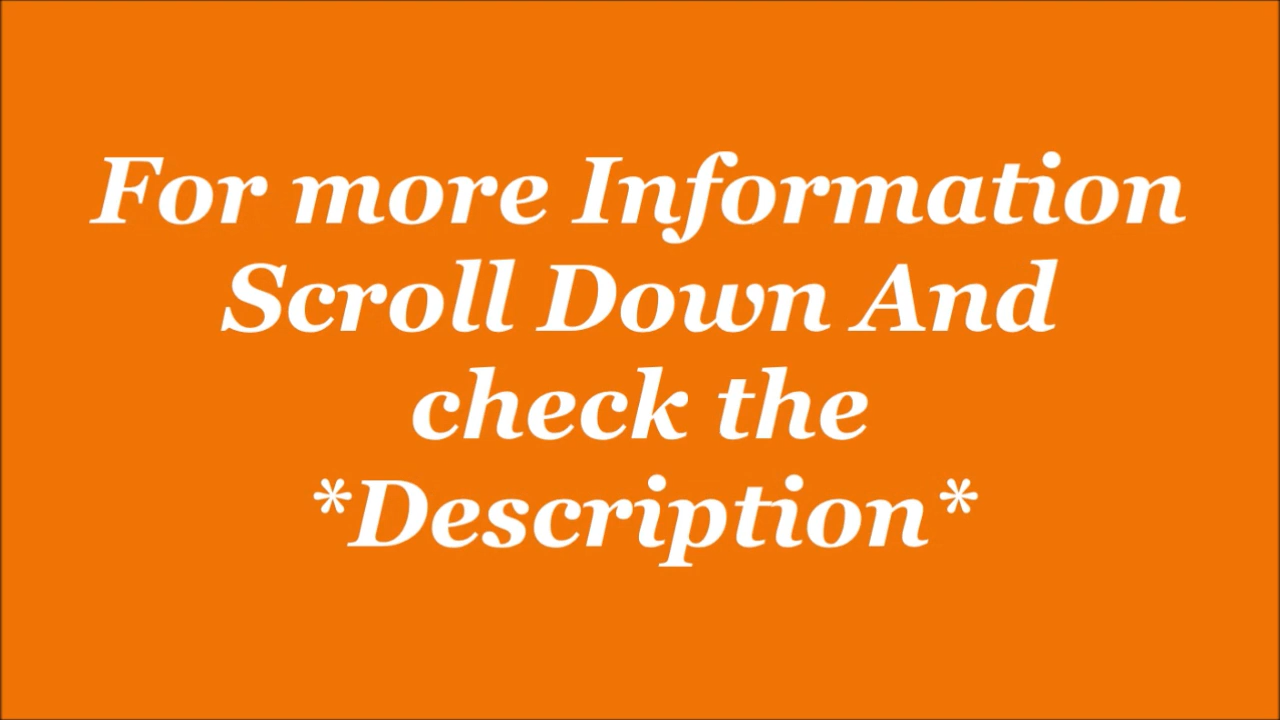 For more Information
Scroll Down And
check the
*Description*